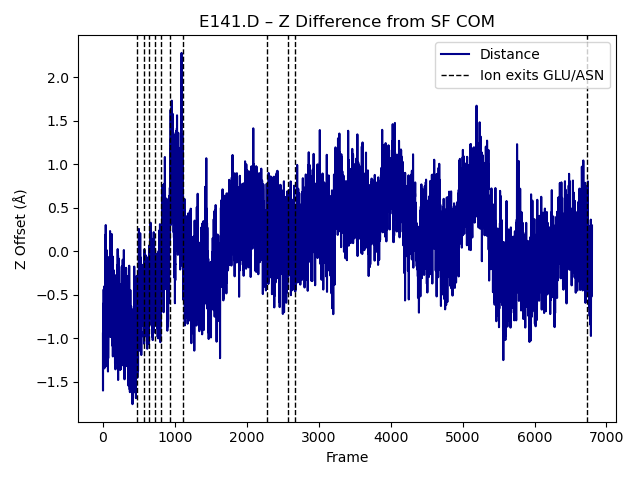 E141.D – Z Difference from SF COM
Distance
Ion exits GLU/ASN
Z Offset (Å)
2.0
1.5
1.0
0.5
0.0
−0.5
−1.0
−1.5
0 1000 2000 3000 4000 5000 6000 7000
Frame